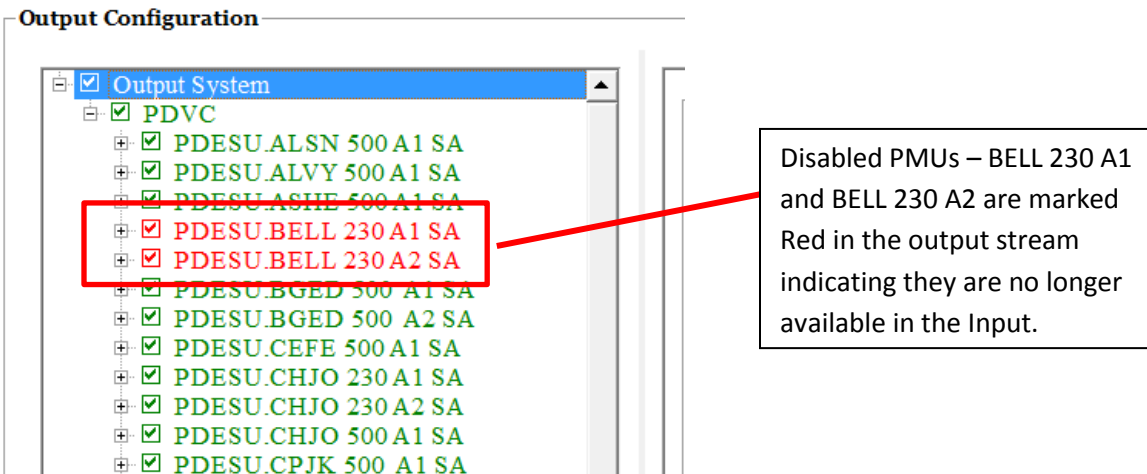 Output Configuration
Output System
PDVC
PDESU.ALSN 500 A1 SA
PDESU.ALVY 500 A1 SA
PDESU.ASHE 500 A1 SA
PDESU.BELL 230 A1 SA
PDESU.BELL 230 A2 SA
PDESU.BGED 500 A1 SA
PDESU.BGED 500 A2 SA
PDESU.CEFE 500 A1 SA
PDESU.CHJO 230 A1 SA
PDESU.CHJO 230 A2 SA
PDESU.CHJO 500 A1 SA
PDESU.CPJK 500 A1 SA
Disabled PMUs – BELL 230 A1
and BELL 230 A2 are marked
Red in the output stream
indicating they are no longer
available in the Input.